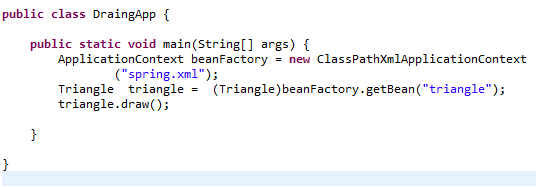 public class DraingApp {
public static void main(String[] args) {
ApplicationContext beanFactory = new ClassPathXmlApplicationContext
("spring.xml");
Triangle  triangle =  (Triangle)beanFactory.getBean("triangle");
triangle.draw();
}
}